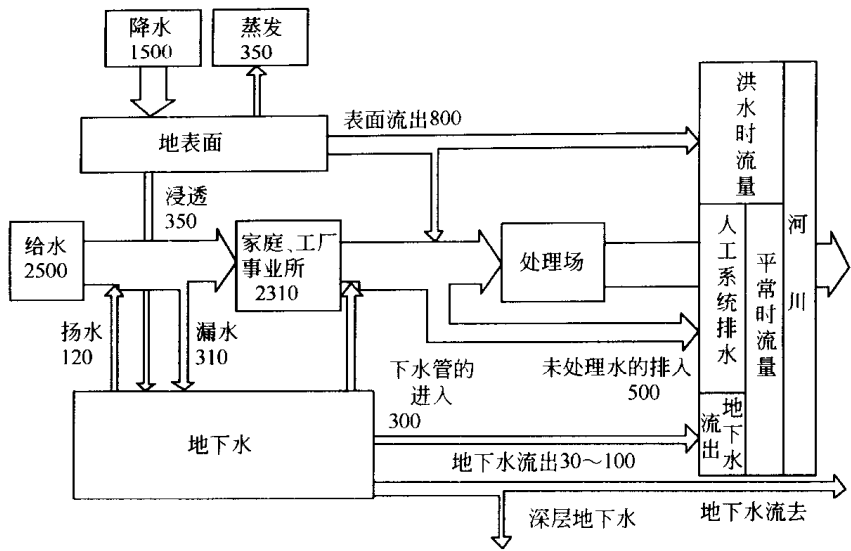 降水
1500
蒸发
350
地表面
表面流出800
浸透
350
给水
2500
家庭、工厂
事业所
2310
处理场
扬水
120
漏水
310
下水管的
进入
300
未处理水的排入
500
地下水
地下水流出30～100
深层地下水
地下水流去
洪水时流量
人工系统排水
平常时流量
地下水
流出
河川